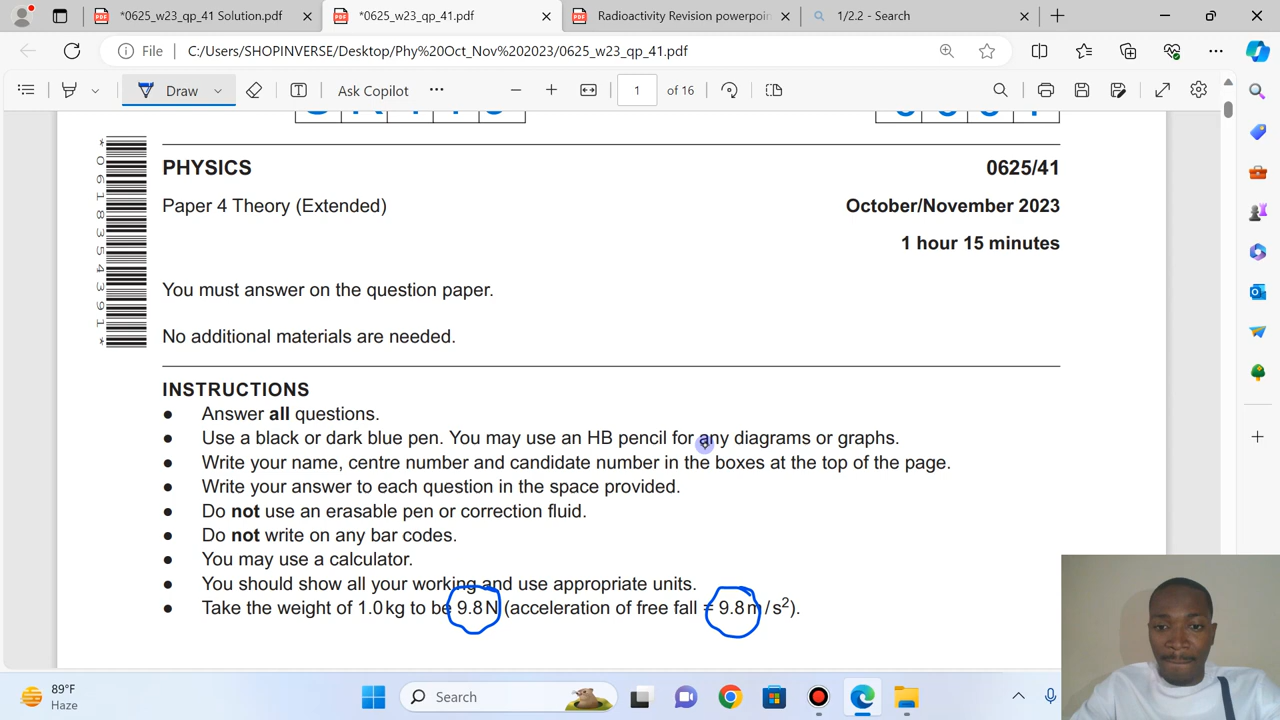 *0625_w23_qp_41 Solution.pdf
*0625_w23_qp_41.pdf
Radioactivity Revision powerpoin
1/2.2 - Search
File
C:/Users/SHOPINVERSE/Desktop/Phy%20Oct_Nov%202023/0625_w23_qp_41.pdf
Draw
Ask Copilot
1
of 16
PHYSICS
0625/41
Paper 4 Theory (Extended)
October/November 2023
1 hour 15 minutes
*0618354391*
You must answer on the question paper.
No additional materials are needed.
INSTRUCTIONS
● Answer all questions.
● Use a black or dark blue pen. You may use an HB pencil for any diagrams or graphs.
● Write your name, centre number and candidate number in the boxes at the top of the page.
● Write your answer to each question in the space provided.
● Do not use an erasable pen or correction fluid.
● Do not write on any bar codes.
● You may use a calculator.
● You should show all your working and use appropriate units.
● Take the weight of 1.0 kg to be 9.8 N (acceleration of free fall = 9.8 m / s²).
89°F
Haze
Search